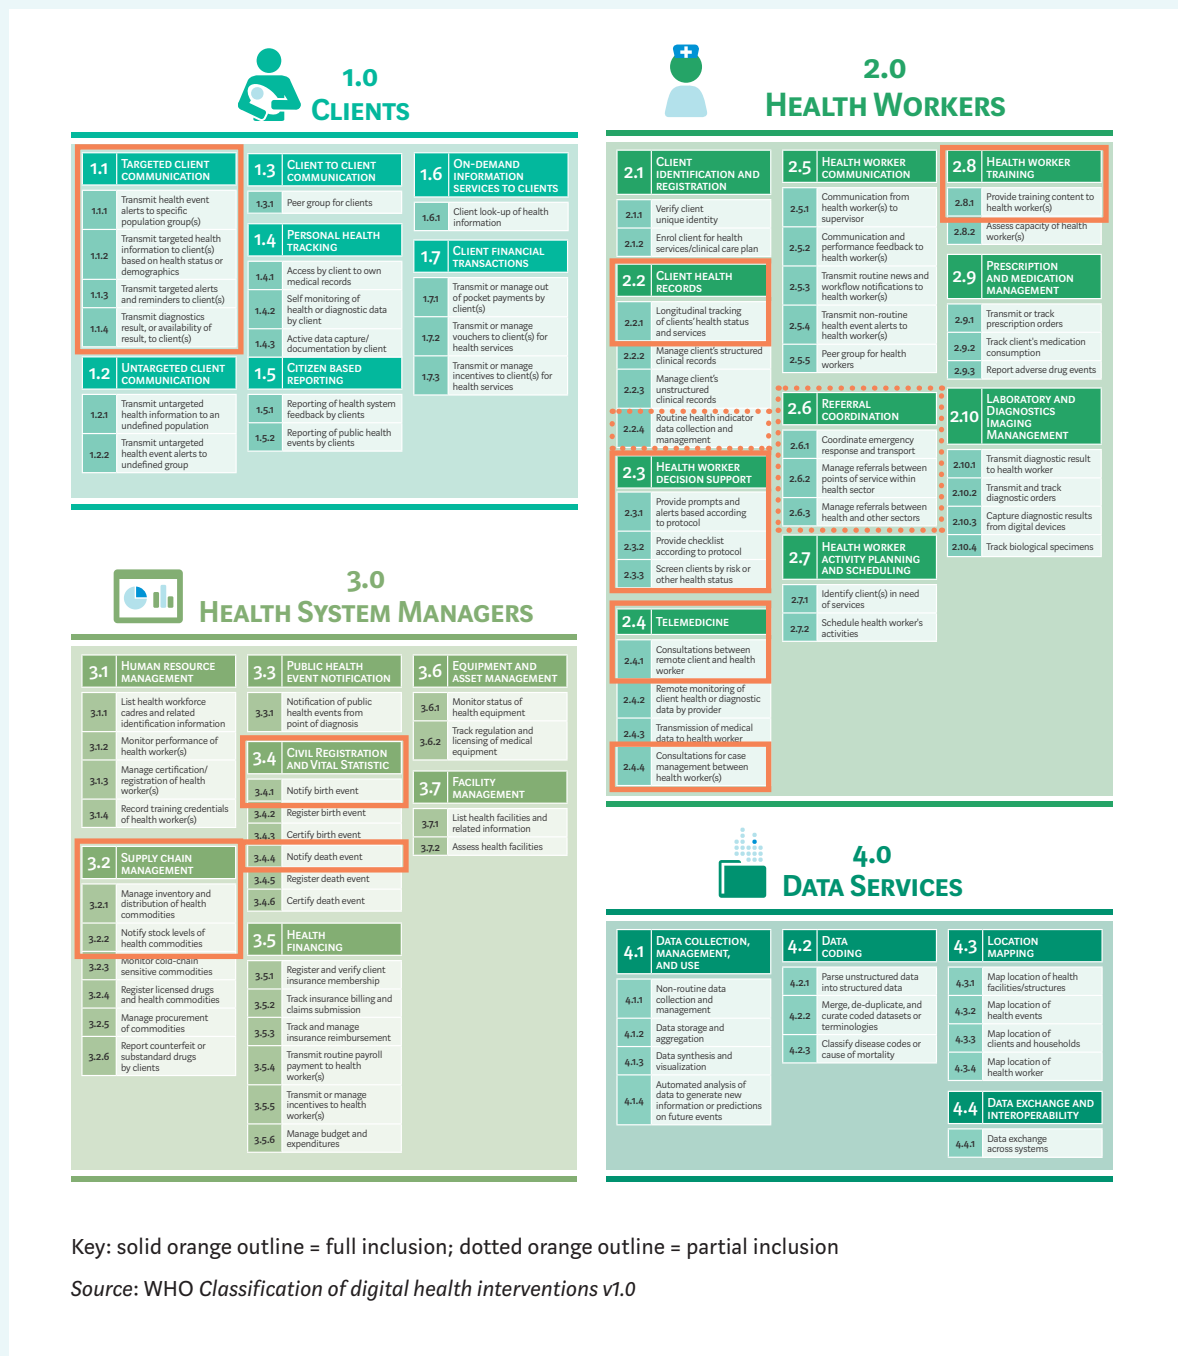 1.0
CLIENTS
1.1 TARGETED CLIENT
COMMUNICATION
1.1.1 Transmit health event
alerts to specific
population group(s)
1.1.2 Transmit targeted health
information to client(s)
based on health status or
demographics
1.1.3 Transmit targeted alerts
and reminders to client(s)
1.1.4 Transmit diagnostics
result, or availability of
result, to client(s)
1.2 UNTARGETED CLIENT
COMMUNICATION
1.2.1 Transmit untargeted
health information to an
undefined population
1.2.2 Transmit untargeted
health event alerts to
undefined group
1.3 CLIENT TO CLIENT
COMMUNICATION
1.3.1 Peer group for clients
1.4 PERSONAL HEALTH
TRACKING
1.4.1 Access by client to own
medical records
1.4.2 Self monitoring of
health or diagnostic data
by client
1.4.3 Active data capture/
documentation by client
1.5 CITIZEN BASED
REPORTING
1.5.1 Reporting of health system
feedback by clients
1.5.2 Reporting of public health
events by clients
1.6 ON-DEMAND
INFORMATION
SERVICES TO CLIENTS
1.6.1 Client look-up of health
information
1.7 CLIENT FINANCIAL
TRANSACTIONS
1.7.1 Transmit or manage out
of pocket payments by
client(s)
1.7.2 Transmit or manage
vouchers to client(s) for
health services
1.7.3 Transmit or manage
incentives to client(s) for
health services
2.0
HEALTH WORKERS
2.1 CLIENT
IDENTIFICATION AND
REGISTRATION
2.1.1 Verify client
unique identity
2.1.2 Enrol client for health
services/clinical care plan
2.2 CLIENT HEALTH
RECORDS
2.2.1 Longitudinal tracking
of clients' health status
and services
2.2.2 Manage client's structured
clinical records
2.2.3 Manage client's
unstructured
clinical records
2.2.4 Routine health indicator
data collection and
management
2.3 HEALTH WORKER
DECISION SUPPORT
2.3.1 Provide prompts and
alerts based according
to protocol
2.3.2 Provide checklist
according to protocol
2.3.3 Screen clients by risk or
other health status
2.4 TELEMEDICINE
2.4.1 Consultations between
remote client and health
worker
2.4.2 Remote monitoring of
client health or diagnostic
data by provider
2.4.3 Transmission of medical
data to health worker
2.4.4 Consultations for case
management between
health worker(s)
2.5 HEALTH WORKER
COMMUNICATION
2.5.1 Communication from
health worker(s) to
supervisor
2.5.2 Communication and
performance feedback to
health worker(s)
2.5.3 Transmit routine news and
workflow notifications to
health worker(s)
2.5.4 Transmit non-routine
health event alerts to
health worker(s)
2.5.5 Peer group for health
workers
2.6 REFERRAL
COORDINATION
2.6.1 Coordinate emergency
response and transport
2.6.2 Manage referrals between
points of service within
health sector
2.6.3 Manage referrals between
health and other sectors
2.7 HEALTH WORKER
ACTIVITY PLANNING
AND SCHEDULING
2.7.1 Identify client(s) in need
of services
2.7.2 Schedule health worker's
activities
2.8 HEALTH WORKER
TRAINING
2.8.1 Provide training content to
health worker(s)
2.8.2 Assess capacity of health
worker(s)
2.9 PRESCRIPTION
AND MEDICATION
MANAGEMENT
2.9.1 Transmit or track
prescription orders
2.9.2 Track client's medication
consumption
2.9.3 Report adverse drug events
2.10 LABORATORY AND
DIAGNOSTICS
IMAGING
MANANGEMENT
2.10.1 Transmit diagnostic result
to health worker
2.10.2 Transmit and track
diagnostic orders
2.10.3 Capture diagnostic results
from digital devices
2.10.4 Track biological specimens
3.0
HEALTH SYSTEM MANAGERS
3.1 HUMAN RESOURCE
MANAGEMENT
3.1.1 List health workforce
cadres and related
identification information
3.1.2 Monitor performance of
health worker(s)
3.1.3 Manage certification/
registration of health
worker(s)
3.1.4 Record training credentials
of health worker(s)
3.2 SUPPLY CHAIN
MANAGEMENT
3.2.1 Manage inventory and
distribution of health
commodities
3.2.2 Notify stock levels of
health commodities
3.2.3 Monitor cold-chain
sensitive commodities
3.2.4 Register licensed drugs
and health commodities
3.2.5 Manage procurement
of commodities
3.2.6 Report counterfeit or
substandard drugs
by clients
3.3 PUBLIC HEALTH
EVENT NOTIFICATION
3.3.1 Notification of public
health events from
point of diagnosis
3.4 CIVIL REGISTRATION
AND VITAL STATISTIC
3.4.1 Notify birth event
3.4.2 Register birth event
3.4.3 Certify birth event
3.4.4 Notify death event
3.4.5 Register death event
3.4.6 Certify death event
3.5 HEALTH
FINANCING
3.5.1 Register and verify client
insurance membership
3.5.2 Track insurance billing and
claims submission
3.5.3 Track and manage
insurance reimbursement
3.5.4 Transmit routine payroll
payment to health
worker(s)
3.5.5 Transmit or manage
incentives to health
worker(s)
3.5.6 Manage budget and
expenditures
3.6 EQUIPMENT AND
ASSET MANAGEMENT
3.6.1 Monitor status of
health equipment
3.6.2 Track regulation and
licensing of medical
equipment
3.7 FACILITY
MANAGEMENT
3.7.1 List health facilities and
related information
3.7.2 Assess health facilities
4.0
DATA SERVICES
4.1 DATA COLLECTION,
MANAGEMENT,
AND USE
4.1.1 Non-routine data
collection and
management
4.1.2 Data storage and
aggregation
4.1.3 Data synthesis and
visualization
4.1.4 Automated analysis of
data to generate new
information or predictions
on future events
4.2 DATA
CODING
4.2.1 Parse unstructured data
into structured data
4.2.2 Merge, de-duplicate, and
curate coded datasets or
terminologies
4.2.3 Classify disease codes or
cause of mortality
4.3 LOCATION
MAPPING
4.3.1 Map location of health
facilities/structures
4.3.2 Map location of
health events
4.3.3 Map location of
clients and households
4.3.4 Map location of
health worker
4.4 DATA EXCHANGE AND
INTEROPERABILITY
4.4.1 Data exchange
across systems
Key: solid orange outline = full inclusion; dotted orange outline = partial inclusion
Source: WHO Classification of digital health interventions v1.0